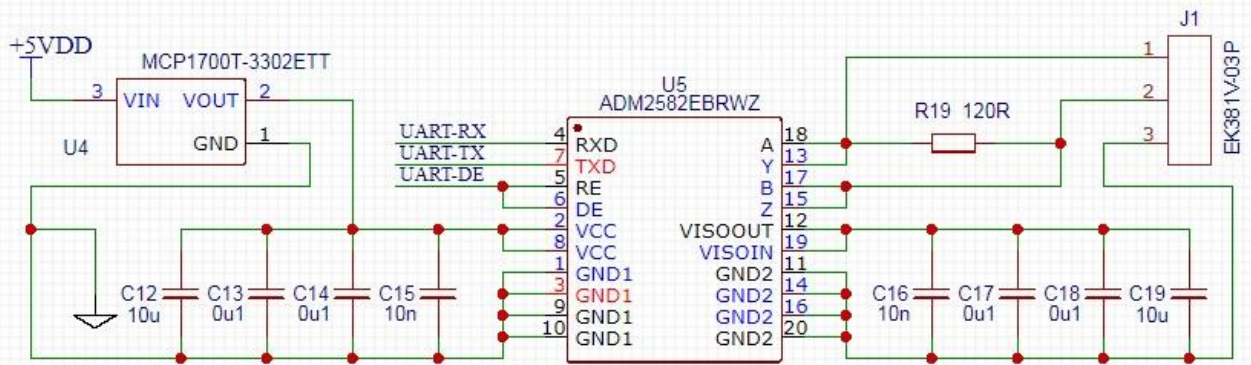 J1
+5VDD
MCP1700T-3302ETT
3 VIN VOUT 2
GND 1
U4
U5
ADM2582EBRWZ
UART-RX 4 RXD
UART-TX 7 TXD
UART-DE 5 RE
6 DE
2 VCC
8 VCC
1 GND1
3 GND1
9 GND1
10 GND1
A 18
Y 13
B 17
Z 15
VISOOUT 12
VISOIN 19
GND2 11
GND2 14
GND2 16
GND2 20
R19 120R
1
2
3
EK381V-03P
C12
10u
C13
0u1
C14
0u1
C15
10n
C16
10n
C17
0u1
C18
0u1
C19
10u